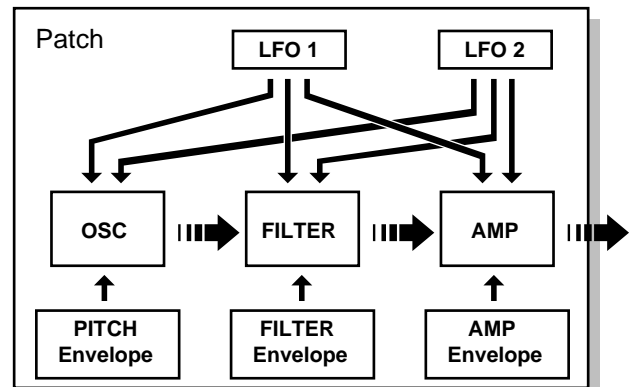 Patch
LFO 1
LFO 2
OSC
FILTER
AMP
PITCH
Envelope
FILTER
Envelope
AMP
Envelope